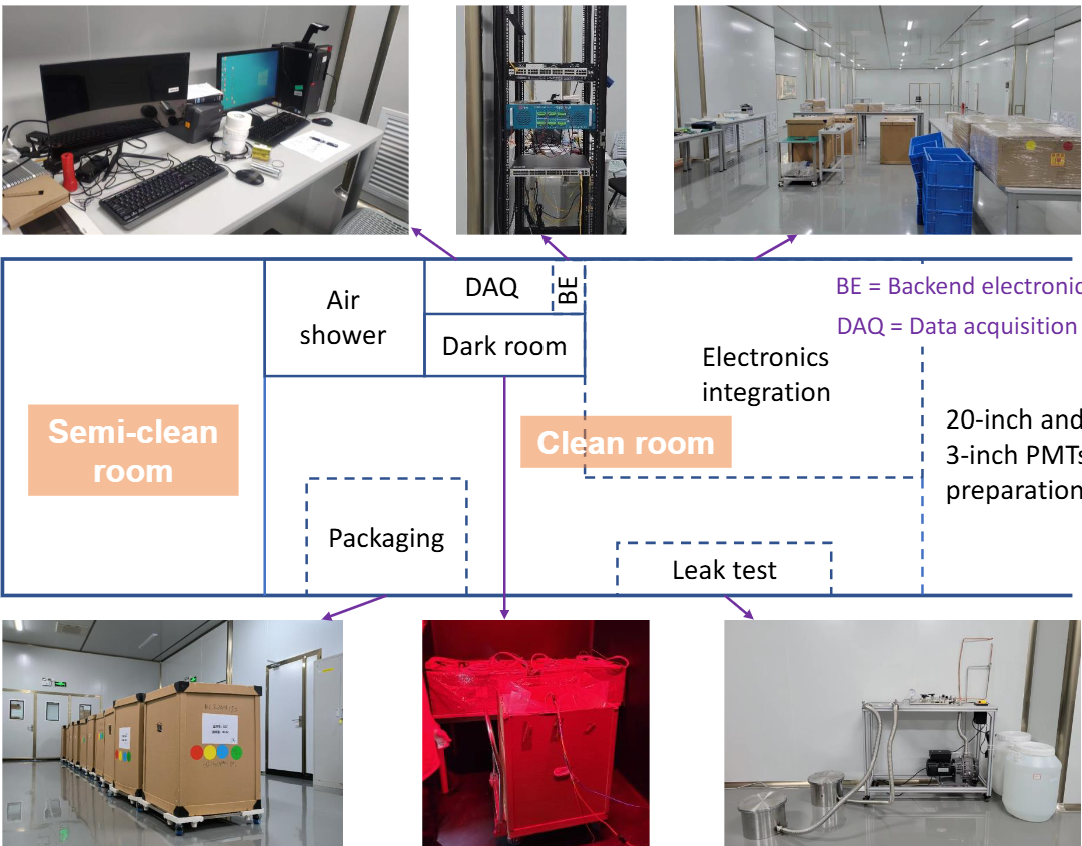 DAQ
BE
BE = Backend electronic
Air
shower
DAQ = Data acquisition
Dark room
Electronics
integration
Semi-clean
room
Clean room
20-inch and
3-inch PMTs
preparation
Packaging
Leak test